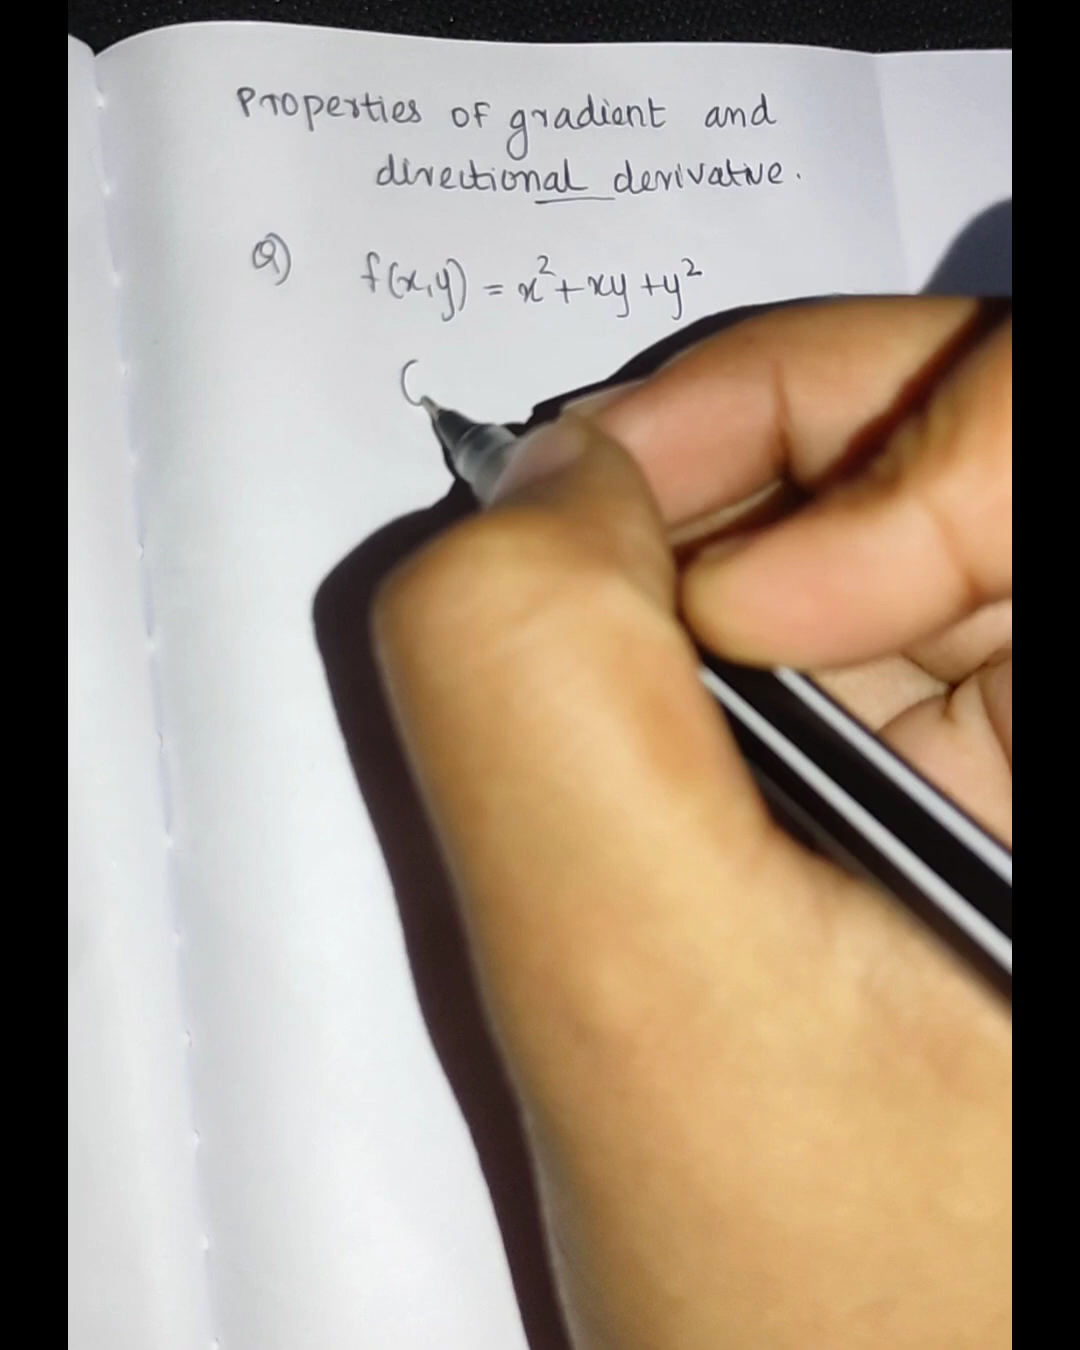 Properties of gradient and
directional derivative.
Q) f(x,y) = x²+xy+y²
(